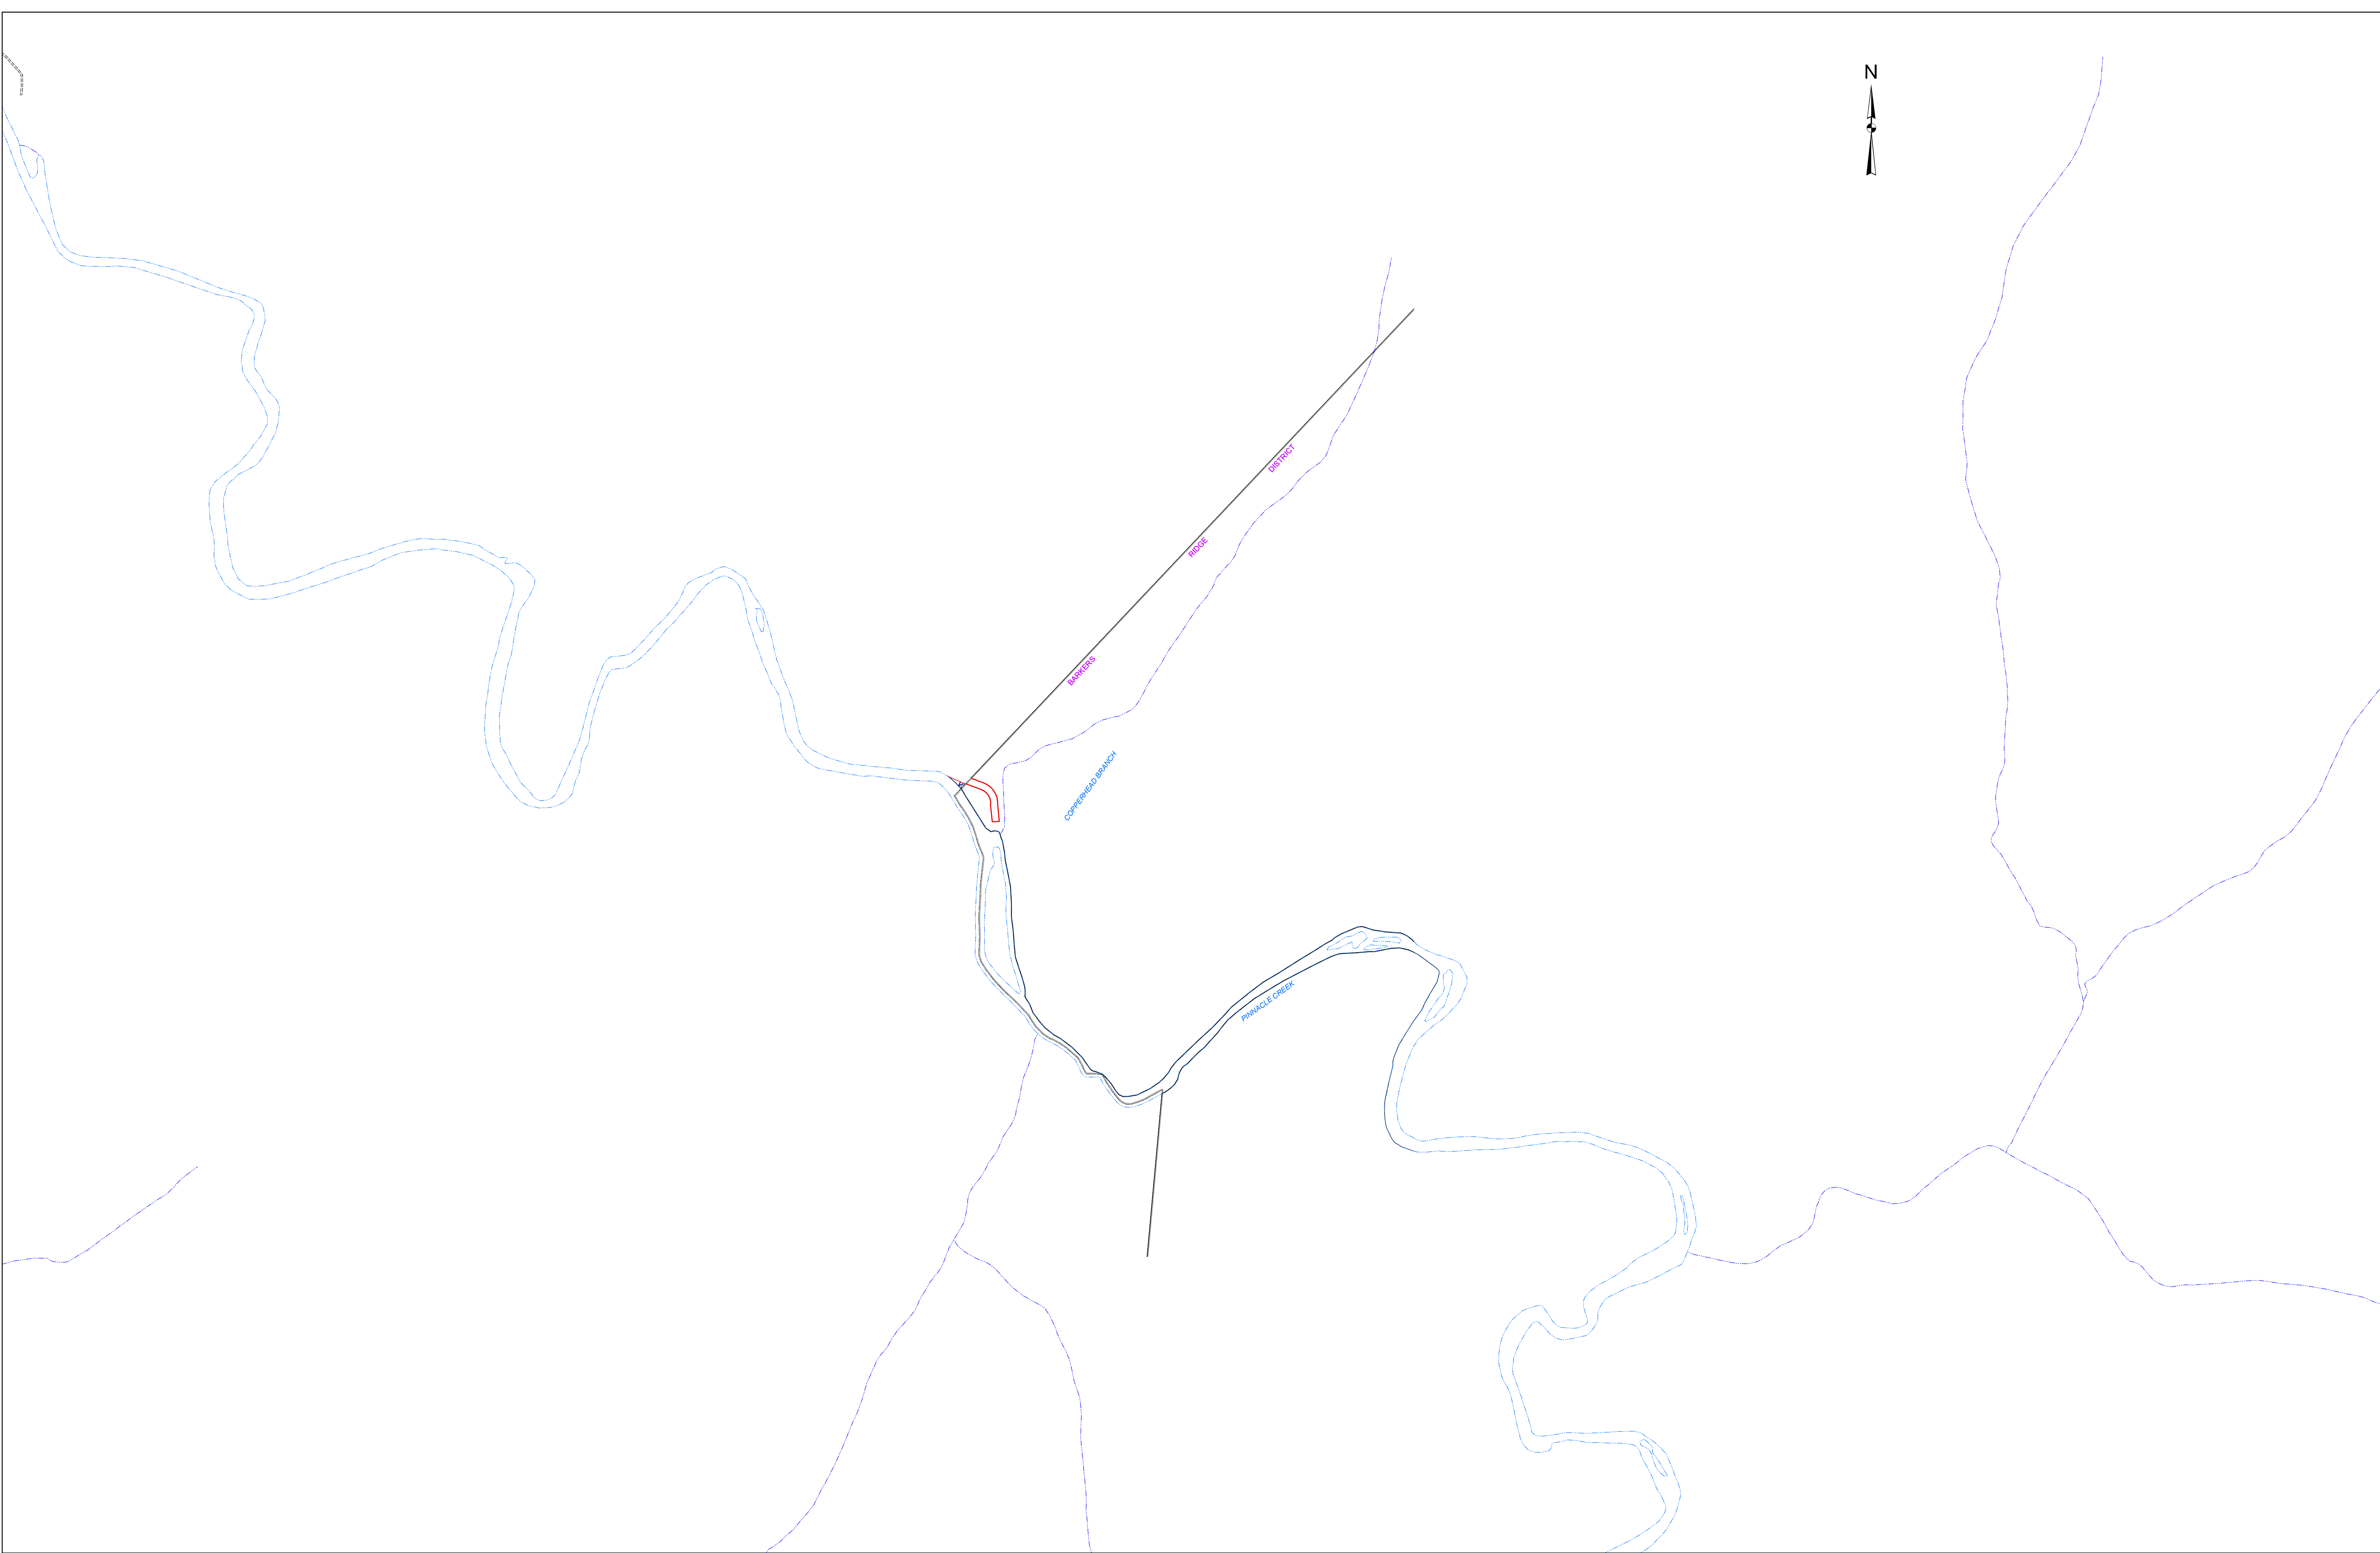 N
DISTRICT
RIDGE
BARKERS
COPPERHEAD BRANCH
PINNACLE CREEK